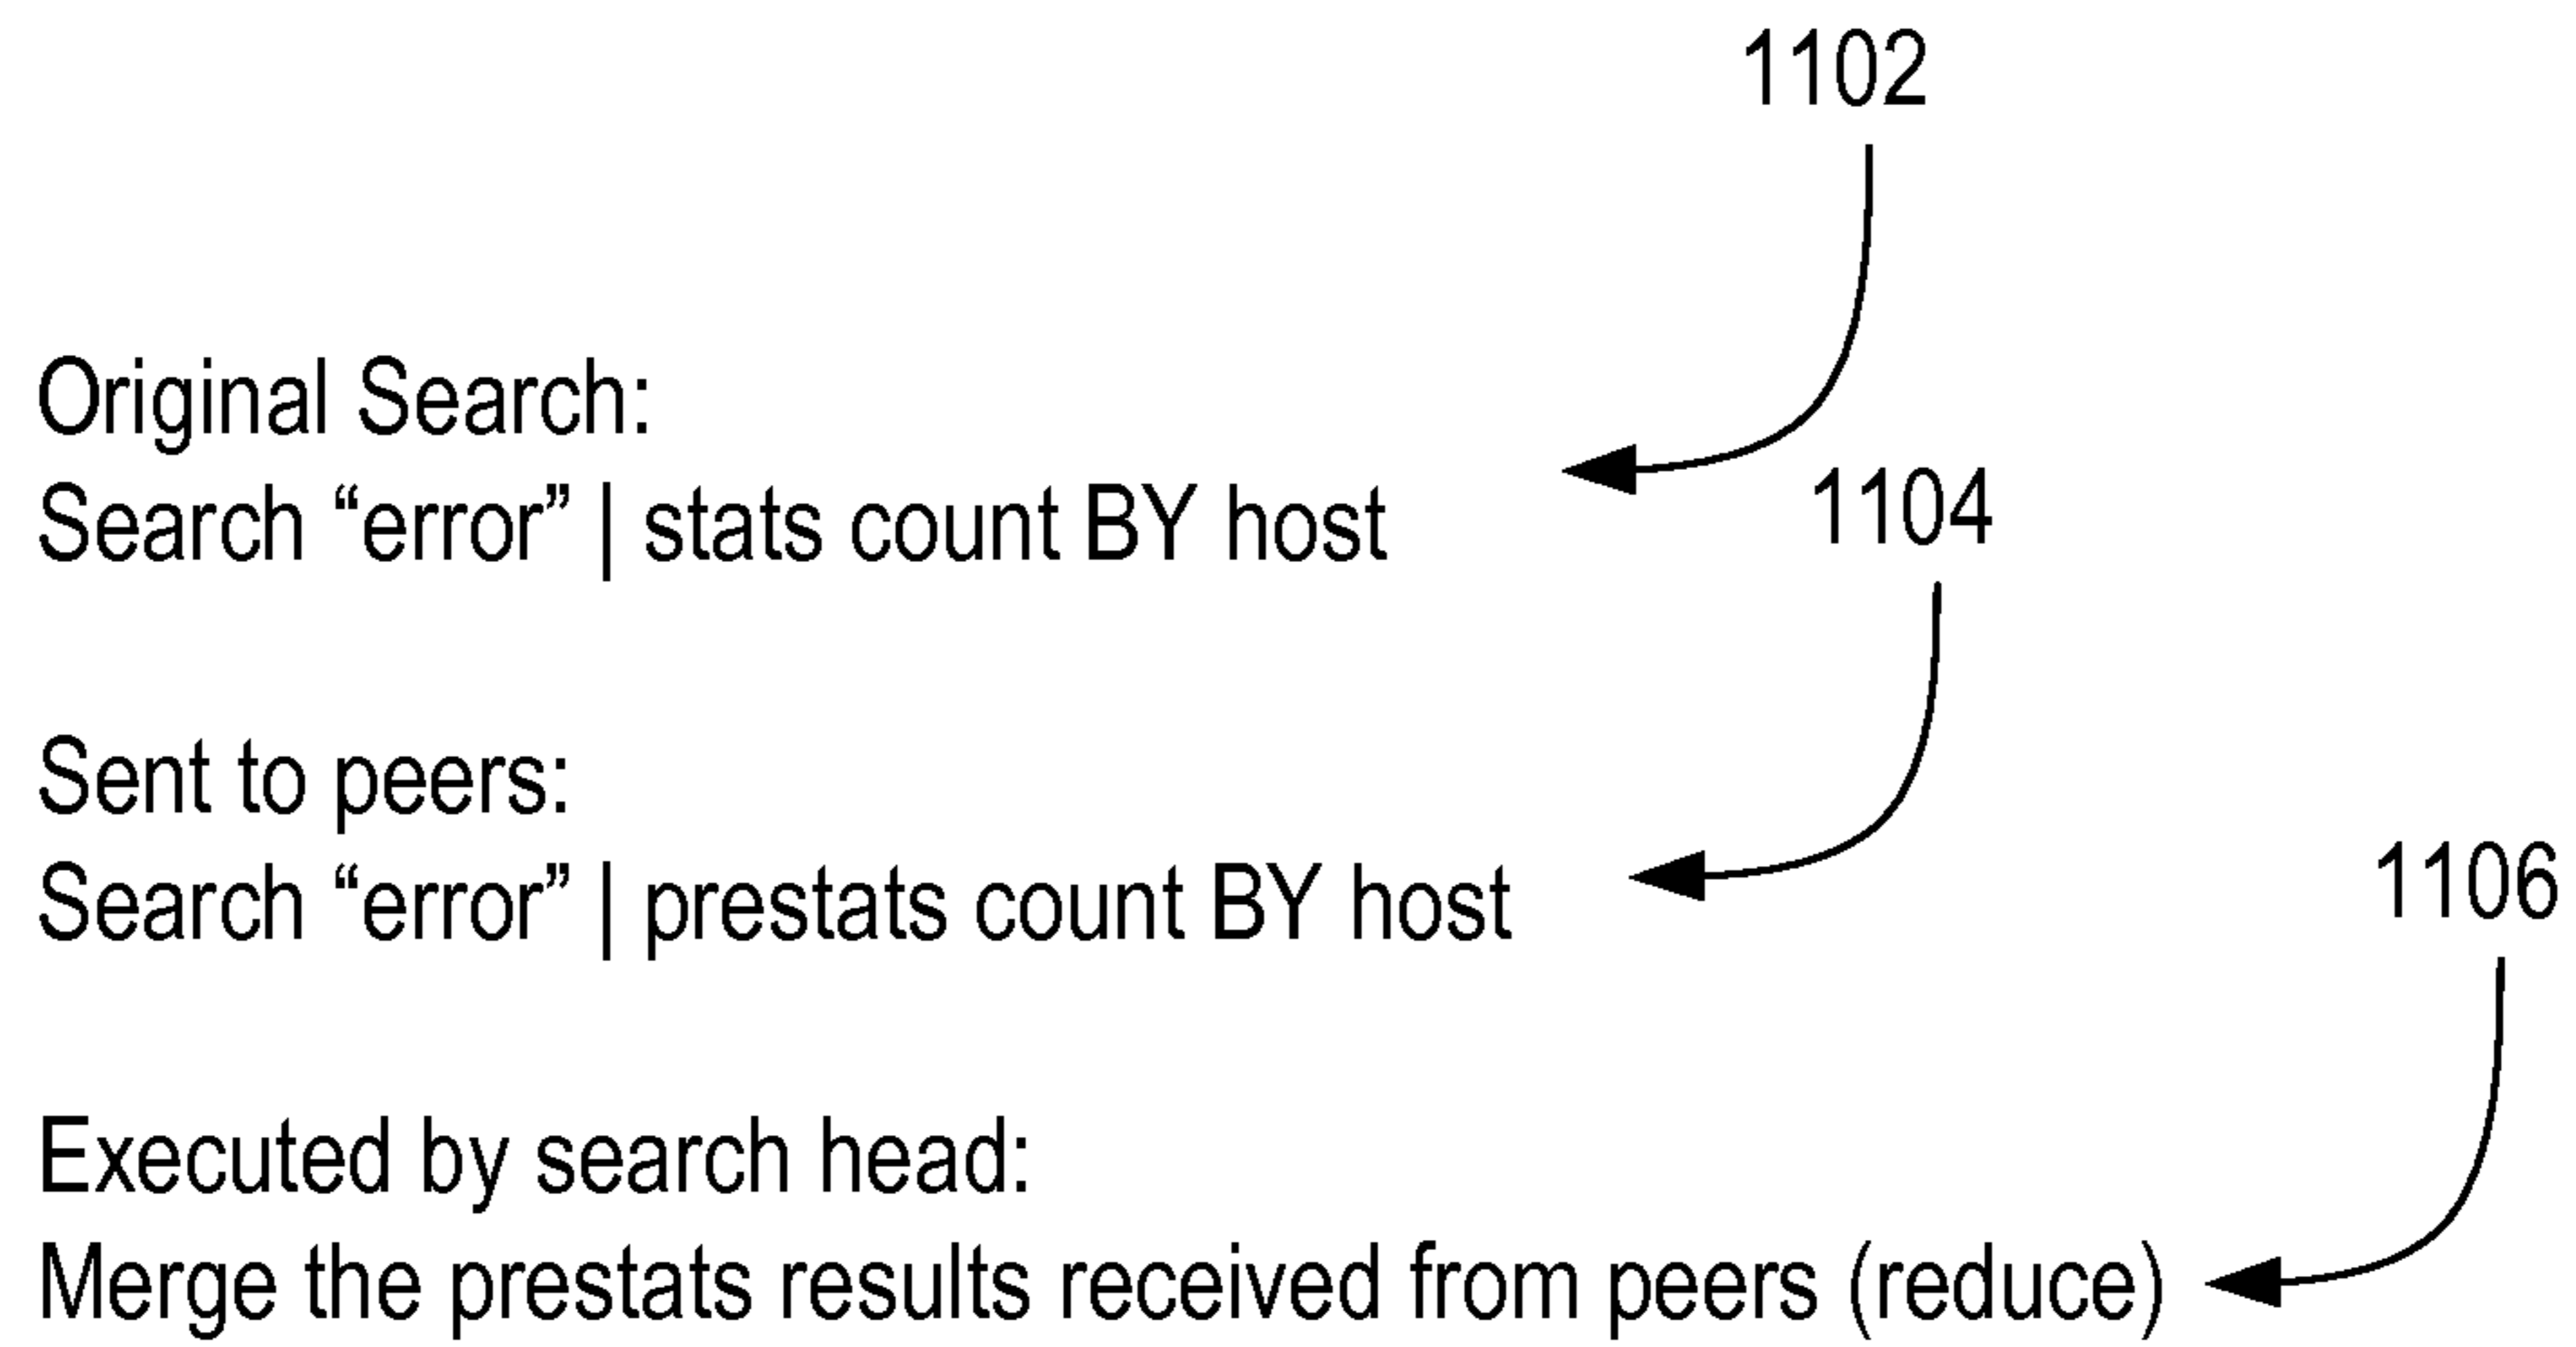 1102
Original Search:
Search “error” | stats count BY host
1104
Sent to peers:
Search “error” | prestats count BY host
1106
Executed by search head:
Merge the prestats results received from peers (reduce)